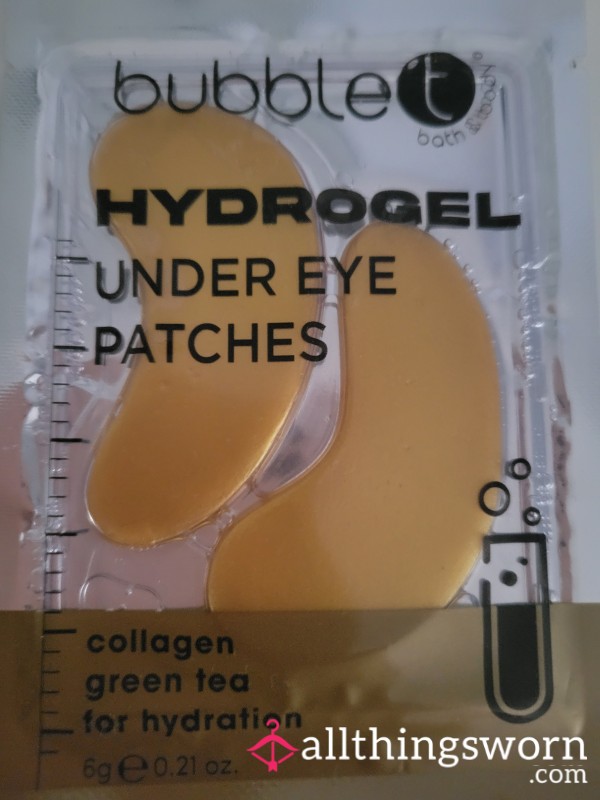 bubble t
bath & body
HYDROGEL
UNDER EYE
PATCHES
collagen
green tea
for hydration
6g ℮ 0.21 oz.
allthingsworn
.com